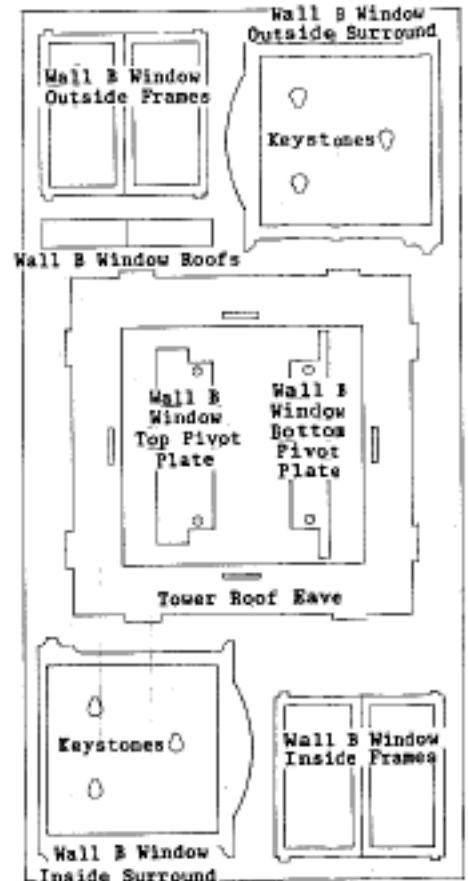 Wall B Window
Outside Surround
Wall B Window
Outside Frames
Keystones
Wall B Window Roofs
Wall B
Window
Top Pivot
Plate
Wall B
Window
Bottom
Pivot
Plate
Tower Roof Eave
Keystones
Wall B Window
Inside Frames
Wall B Window
Inside Surround